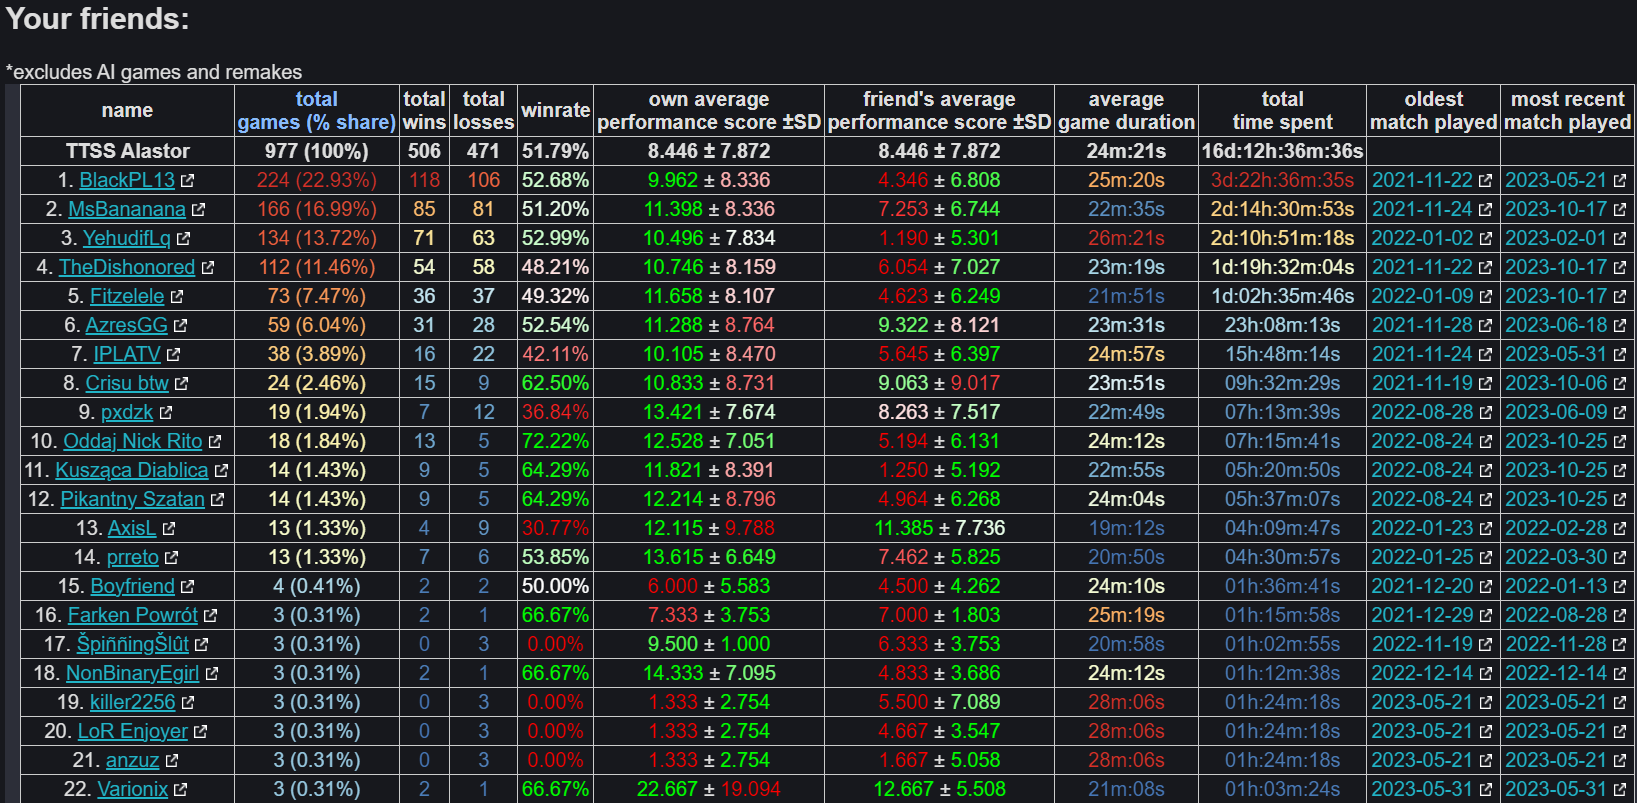 Your friends:
*excludes AI games and remakes
name total games (% share) total wins total losses winrate own average performance score ±SD friend's average performance score ±SD average game duration total time spent oldest match played most recent match played
TTSS Alastor 977 (100%) 506 471 51.79% 8.446 ± 7.872 8.446 ± 7.872 24m:21s 16d:12h:36m:36s
1. BlackPL13 224 (22.93%) 118 106 52.68% 9.962 ± 8.336 4.346 ± 6.808 25m:20s 3d:22h:36m:35s 2021-11-22 2023-05-21
2. MsBananana 166 (16.99%) 85 81 51.20% 11.398 ± 8.336 7.253 ± 6.744 22m:35s 2d:14h:30m:53s 2021-11-24 2023-10-17
3. YehudifLq 134 (13.72%) 71 63 52.99% 10.496 ± 7.834 1.190 ± 5.301 26m:21s 2d:10h:51m:18s 2022-01-02 2023-02-01
4. TheDishonored 112 (11.46%) 54 58 48.21% 10.746 ± 8.159 6.054 ± 7.027 23m:19s 1d:19h:32m:04s 2021-11-22 2023-10-17
5. Fitzelele 73 (7.47%) 36 37 49.32% 11.658 ± 8.107 4.623 ± 6.249 21m:51s 1d:02h:35m:46s 2022-01-09 2023-10-17
6. AzresGG 59 (6.04%) 31 28 52.54% 11.288 ± 8.764 9.322 ± 8.121 23m:31s 23h:08m:13s 2021-11-28 2023-06-18
7. IPLATV 38 (3.89%) 16 22 42.11% 10.105 ± 8.470 5.645 ± 6.397 24m:57s 15h:48m:14s 2021-11-24 2023-05-31
8. Crisu btw 24 (2.46%) 15 9 62.50% 10.833 ± 8.731 9.063 ± 9.017 23m:51s 09h:32m:29s 2021-11-19 2023-10-06
9. pxdzk 19 (1.94%) 7 12 36.84% 13.421 ± 7.674 8.263 ± 7.517 22m:49s 07h:13m:39s 2022-08-28 2023-06-09
10. Oddaj Nick Rito 18 (1.84%) 13 5 72.22% 12.528 ± 7.051 5.194 ± 6.131 24m:12s 07h:15m:41s 2022-08-24 2023-10-25
11. Kusząca Diablica 14 (1.43%) 9 5 64.29% 11.821 ± 8.391 1.250 ± 5.192 22m:55s 05h:20m:50s 2022-08-24 2023-10-25
12. Pikantny Szatan 14 (1.43%) 9 5 64.29% 12.214 ± 8.796 4.964 ± 6.268 24m:04s 05h:37m:07s 2022-08-24 2023-10-25
13. AxisL 13 (1.33%) 4 9 30.77% 12.115 ± 9.788 11.385 ± 7.736 19m:12s 04h:09m:47s 2022-01-23 2022-02-28
14. prreto 13 (1.33%) 7 6 53.85% 13.615 ± 6.649 7.462 ± 5.825 20m:50s 04h:30m:57s 2022-01-25 2022-03-30
15. Boyfriend 4 (0.41%) 2 2 50.00% 6.000 ± 5.583 4.500 ± 4.262 24m:10s 01h:36m:41s 2021-12-20 2022-01-13
16. Farken Powrót 3 (0.31%) 2 1 66.67% 7.333 ± 3.753 7.000 ± 1.803 25m:19s 01h:15m:58s 2021-12-29 2022-08-28
17. ŠpiññingŠlût 3 (0.31%) 0 3 0.00% 9.500 ± 1.000 6.333 ± 3.753 20m:58s 01h:02m:55s 2022-11-19 2022-11-28
18. NonBinaryEgirl 3 (0.31%) 2 1 66.67% 14.333 ± 7.095 4.833 ± 3.686 24m:12s 01h:12m:38s 2022-12-14 2022-12-14
19. killer2256 3 (0.31%) 0 3 0.00% 1.333 ± 2.754 5.500 ± 7.089 28m:06s 01h:24m:18s 2023-05-21 2023-05-21
20. LoR Enjoyer 3 (0.31%) 0 3 0.00% 1.333 ± 2.754 4.667 ± 3.547 28m:06s 01h:24m:18s 2023-05-21 2023-05-21
21. anzuz 3 (0.31%) 0 3 0.00% 1.333 ± 2.754 1.667 ± 5.058 28m:06s 01h:24m:18s 2023-05-21 2023-05-21
22. Varionix 3 (0.31%) 2 1 66.67% 22.667 ± 19.094 12.667 ± 5.508 21m:08s 01h:03m:24s 2023-05-31 2023-05-31